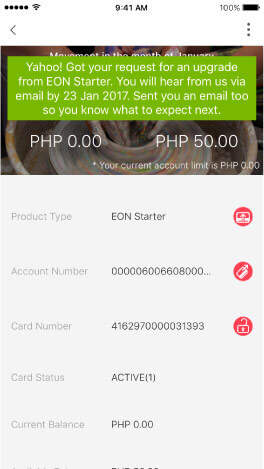 9:41 AM
100%
Movement in the month of January
Yahoo! Got your request for an upgrade
from EON Starter. You will hear from us via
email by 23 Jan 2017. Sent you an email too
so you know what to expect next.
PHP 0.00 PHP 50.00
* Your current account limit is PHP 0.00
Product Type EON Starter
Account Number 000006006608000...
Card Number 4162970000031393
Card Status ACTIVE(1)
Current Balance PHP 0.00